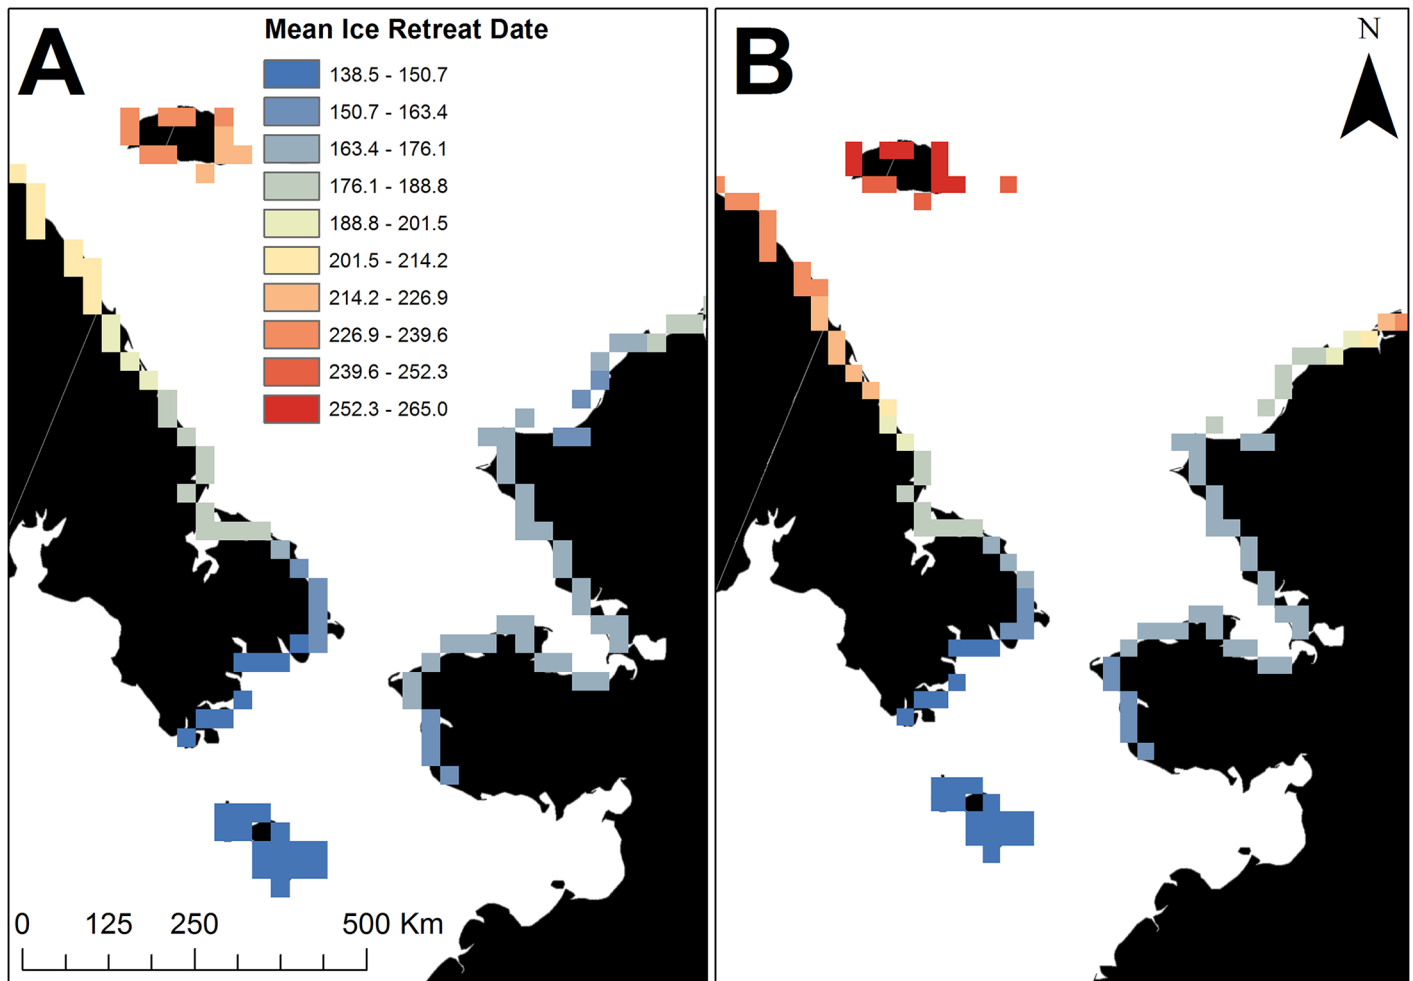 A
Mean Ice Retreat Date
138.5 - 150.7
150.7 - 163.4
163.4 - 176.1
176.1 - 188.8
188.8 - 201.5
201.5 - 214.2
214.2 - 226.9
226.9 - 239.6
239.6 - 252.3
252.3 - 265.0
0 125 250 500 Km
B
N